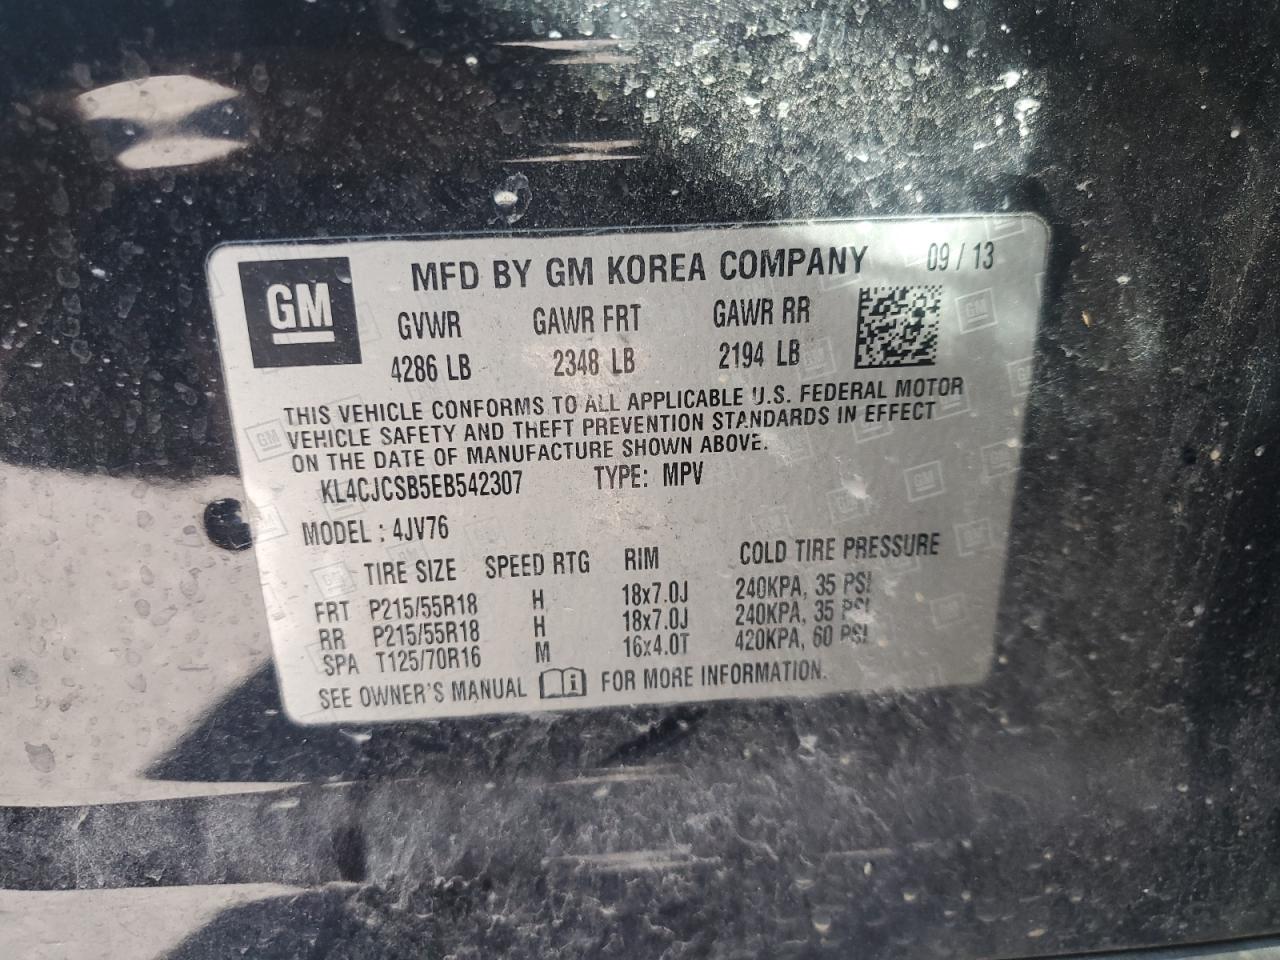 GM
MFD BY GM KOREA COMPANY 09 / 13
GVWR GAWR FRT GAWR RR
4286 LB 2348 LB 2194 LB
THIS VEHICLE CONFORMS TO ALL APPLICABLE U.S. FEDERAL MOTOR
VEHICLE SAFETY AND THEFT PREVENTION STANDARDS IN EFFECT
ON THE DATE OF MANUFACTURE SHOWN ABOVE.
KL4CJCSB5EB542307 TYPE: MPV
MODEL : 4JV76
TIRE SIZE SPEED RTG RIM COLD TIRE PRESSURE
FRT P215/55R18 H 18x7.0J 240KPA, 35 PSI
RR P215/55R18 H 18x7.0J 240KPA, 35 PSI
SPA T125/70R16 M 16x4.0T 420KPA, 60 PSI
SEE OWNER'S MANUAL i FOR MORE INFORMATION.